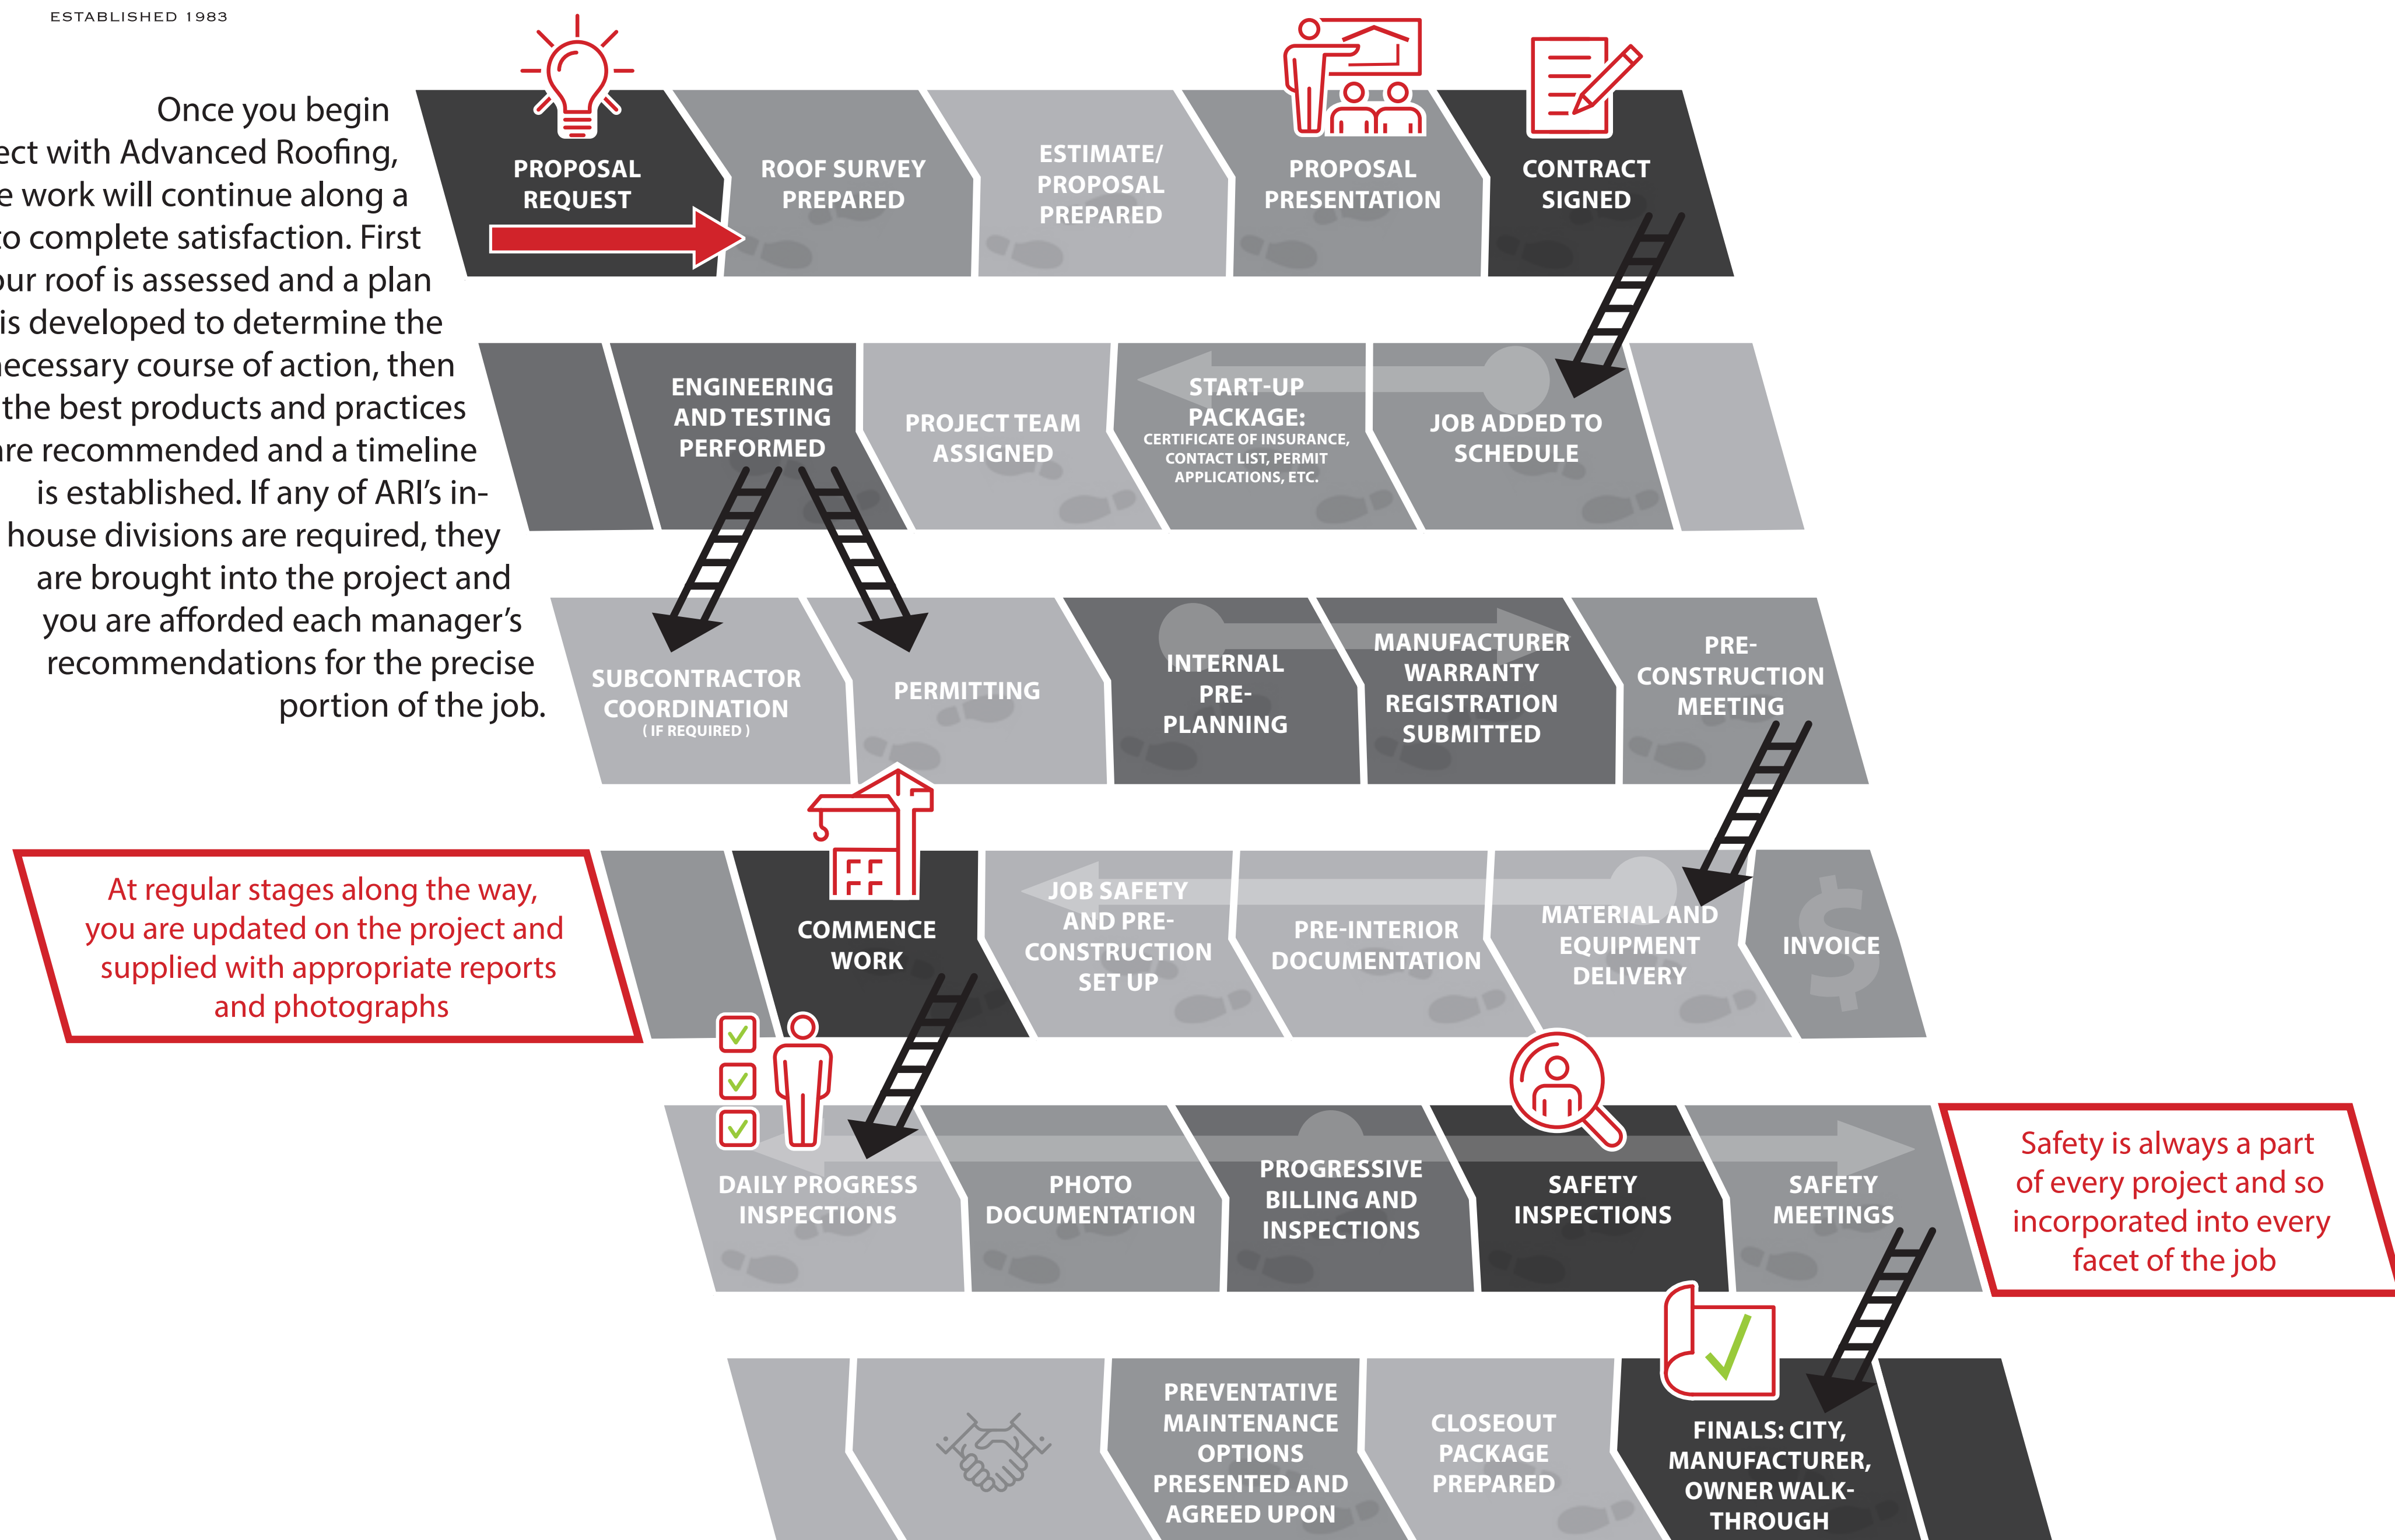 ESTABLISHED 1983
Once you begin
ect with Advanced Roofing,
e work will continue along a
to complete satisfaction. First
our roof is assessed and a plan
is developed to determine the
necessary course of action, then
the best products and practices
are recommended and a timeline
is established. If any of ARI's in-
house divisions are required, they
are brought into the project and
you are afforded each manager's
recommendations for the precise
portion of the job.
PROPOSAL
REQUEST
ROOF SURVEY
PREPARED
ESTIMATE/
PROPOSAL
PREPARED
PROPOSAL
PRESENTATION
CONTRACT
SIGNED
ENGINEERING
AND TESTING
PERFORMED
PROJECT TEAM
ASSIGNED
START-UP
PACKAGE:
CERTIFICATE OF INSURANCE,
CONTACT LIST, PERMIT
APPLICATIONS, ETC.
JOB ADDED TO
SCHEDULE
SUBCONTRACTOR
COORDINATION
( IF REQUIRED )
PERMITTING
INTERNAL
PRE-
PLANNING
MANUFACTURER
WARRANTY
REGISTRATION
SUBMITTED
PRE-
CONSTRUCTION
MEETING
At regular stages along the way,
you are updated on the project and
supplied with appropriate reports
and photographs
COMMENCE
WORK
JOB SAFETY
AND PRE-
CONSTRUCTION
SET UP
PRE-INTERIOR
DOCUMENTATION
MATERIAL AND
EQUIPMENT
DELIVERY
$
INVOICE
DAILY PROGRESS
INSPECTIONS
PHOTO
DOCUMENTATION
PROGRESSIVE
BILLING AND
INSPECTIONS
SAFETY
INSPECTIONS
SAFETY
MEETINGS
Safety is always a part
of every project and so
incorporated into every
facet of the job
PREVENTATIVE
MAINTENANCE
OPTIONS
PRESENTED AND
AGREED UPON
CLOSEOUT
PACKAGE
PREPARED
FINALS: CITY,
MANUFACTURER,
OWNER WALK-
THROUGH